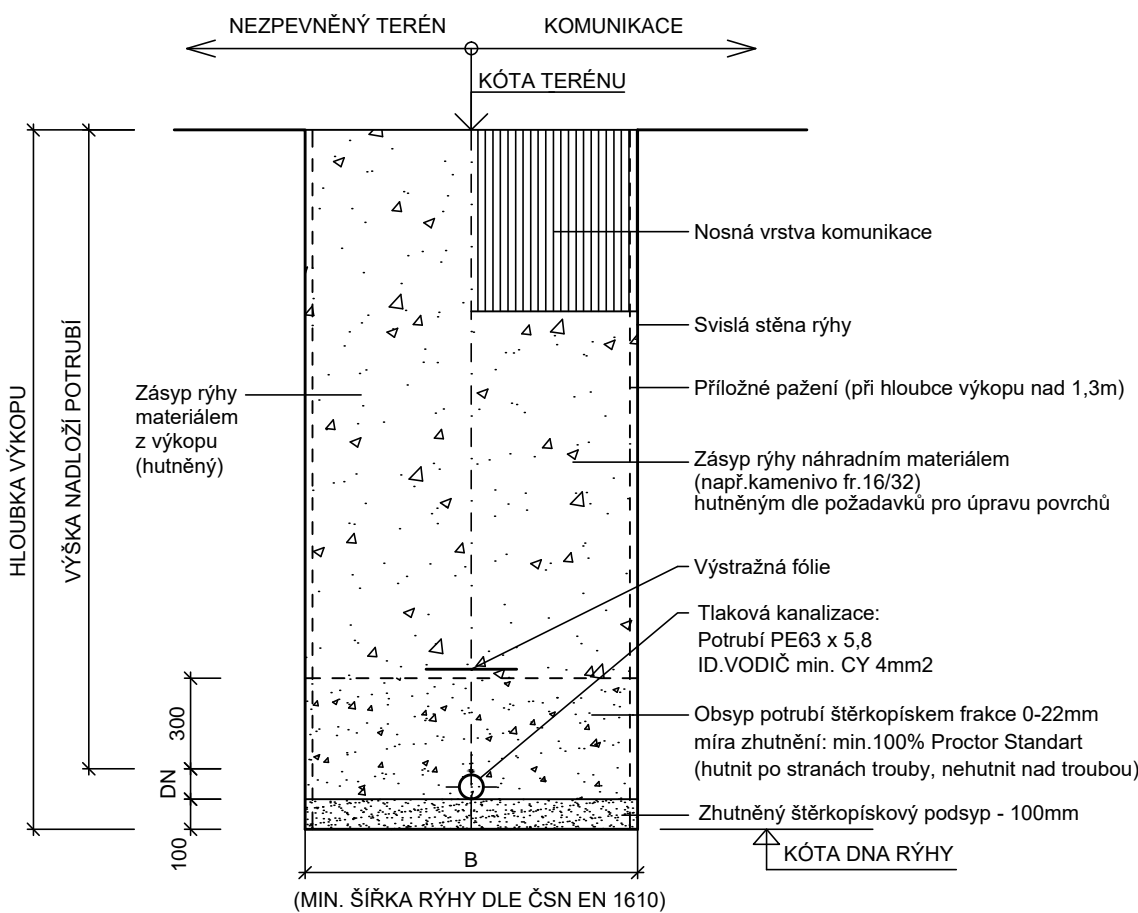 NEZPEVNĚNÝ TERÉN
KOMUNIKACE
KÓTA TERÉNU
Nosná vrstva komunikace
Svislá stěna rýhy
Příložné pažení (při hloubce výkopu nad 1,3m)
Zásyp rýhy
materiálem
z výkopu
(hutněný)
Zásyp rýhy náhradním materiálem
(např.kamenivo fr.16/32)
hutněným dle požadavků pro úpravu povrchů
HLOUBKA VÝKOPU
VÝŠKA NADLOŽÍ POTRUBÍ
Výstražná fólie
Tlaková kanalizace:
Potrubí PE63 x 5,8
ID.VODIČ min. CY 4mm2
300
DN
100
Obsyp potrubí štěrkopískem frakce 0-22mm
míra zhutnění: min.100% Proctor Standart
(hutnit po stranách trouby, nehutnit nad troubou)
Zhutněný štěrkopískový podsyp - 100mm
KÓTA DNA RÝHY
B
(MIN. ŠÍŘKA RÝHY DLE ČSN EN 1610)